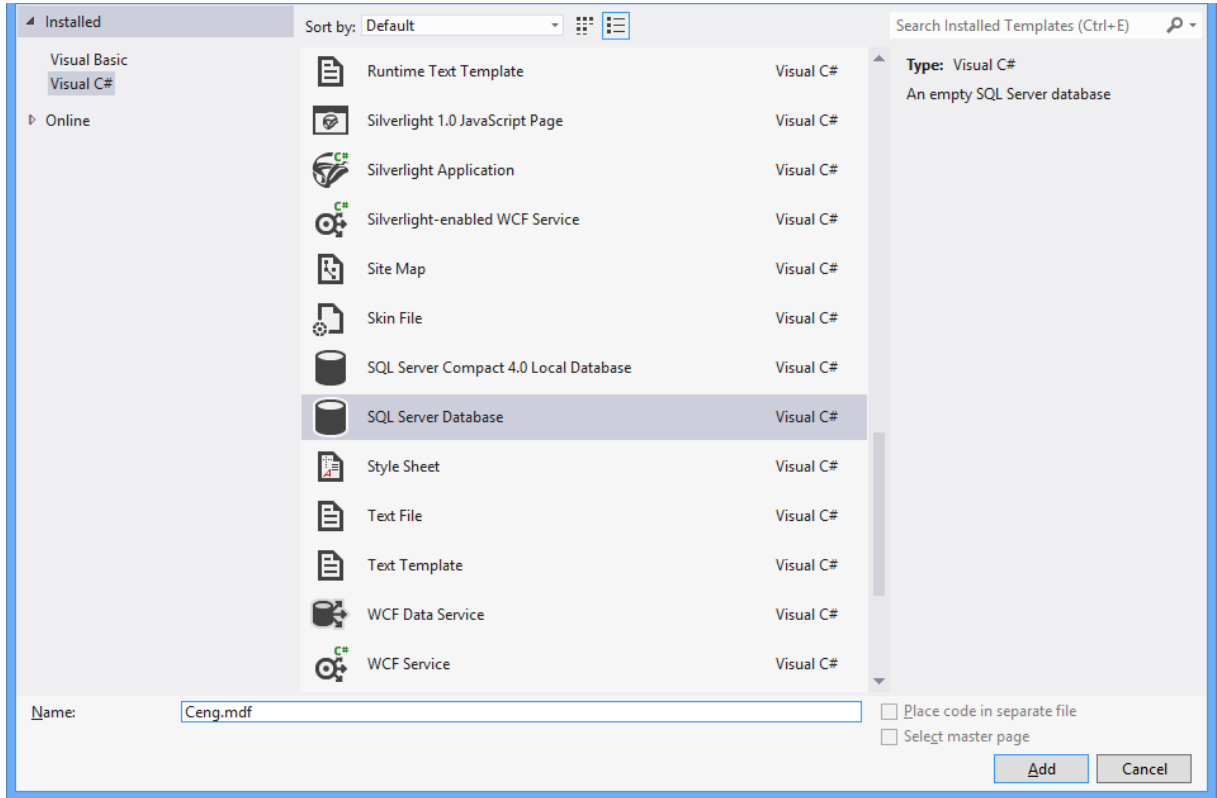 Installed
Visual Basic
Visual C#
Online
Sort by: Default
Runtime Text Template Visual C#
Silverlight 1.0 JavaScript Page Visual C#
C#
Silverlight Application Visual C#
C#
Silverlight-enabled WCF Service Visual C#
Site Map Visual C#
Skin File Visual C#
SQL Server Compact 4.0 Local Database Visual C#
SQL Server Database Visual C#
A
Style Sheet Visual C#
Text File Visual C#
Text Template Visual C#
WCF Data Service Visual C#
C#
WCF Service Visual C#
Search Installed Templates (Ctrl+E)
Type: Visual C#
An empty SQL Server database
Name: Ceng.mdf
Place code in separate file
Select master page
Add Cancel